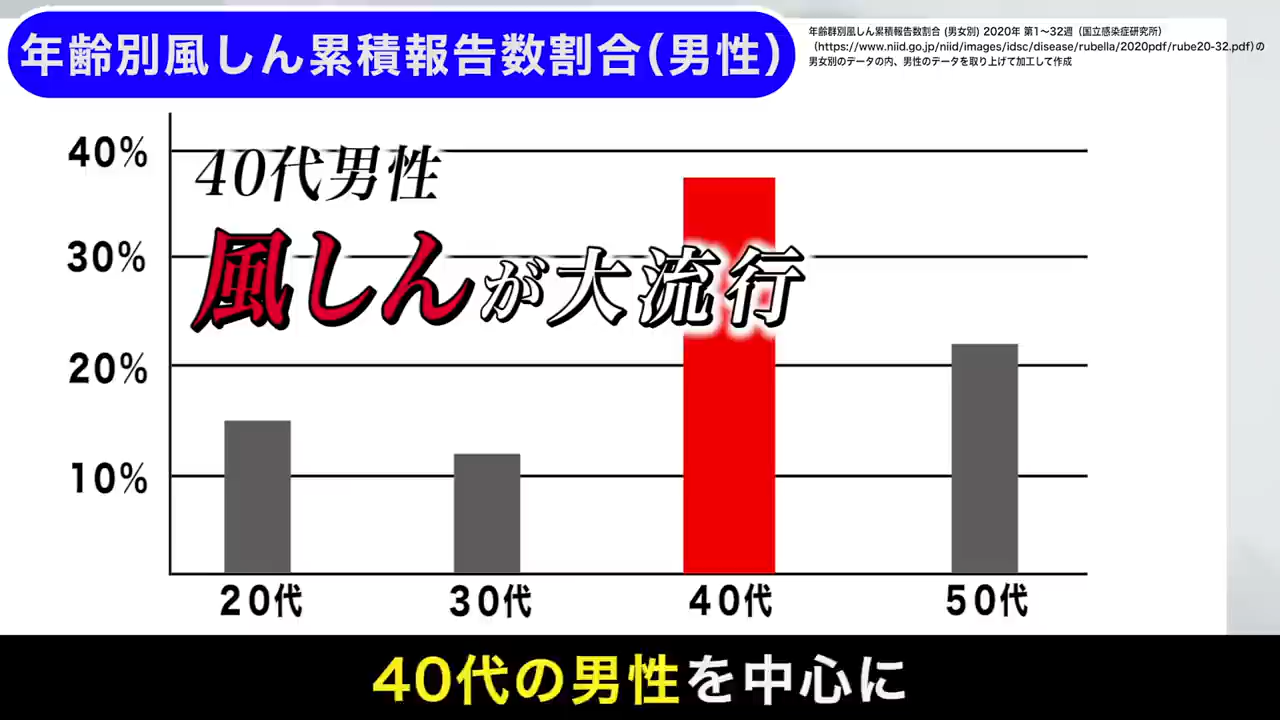 年齢別風しん累積報告数割合(男性)
年齢群別風しん累積報告数割合 (男女別) 2020年 第1〜32週（国立感染症研究所）
（https://www.niid.go.jp/niid/images/idsc/disease/rubella/2020pdf/rube20-32.pdf）の
男女別のデータの内、男性のデータを取り上げて加工して作成
40%
40代男性
30%
風しんが大流行
20%
10%
20代
30代
40代
50代
40代の男性を中心に